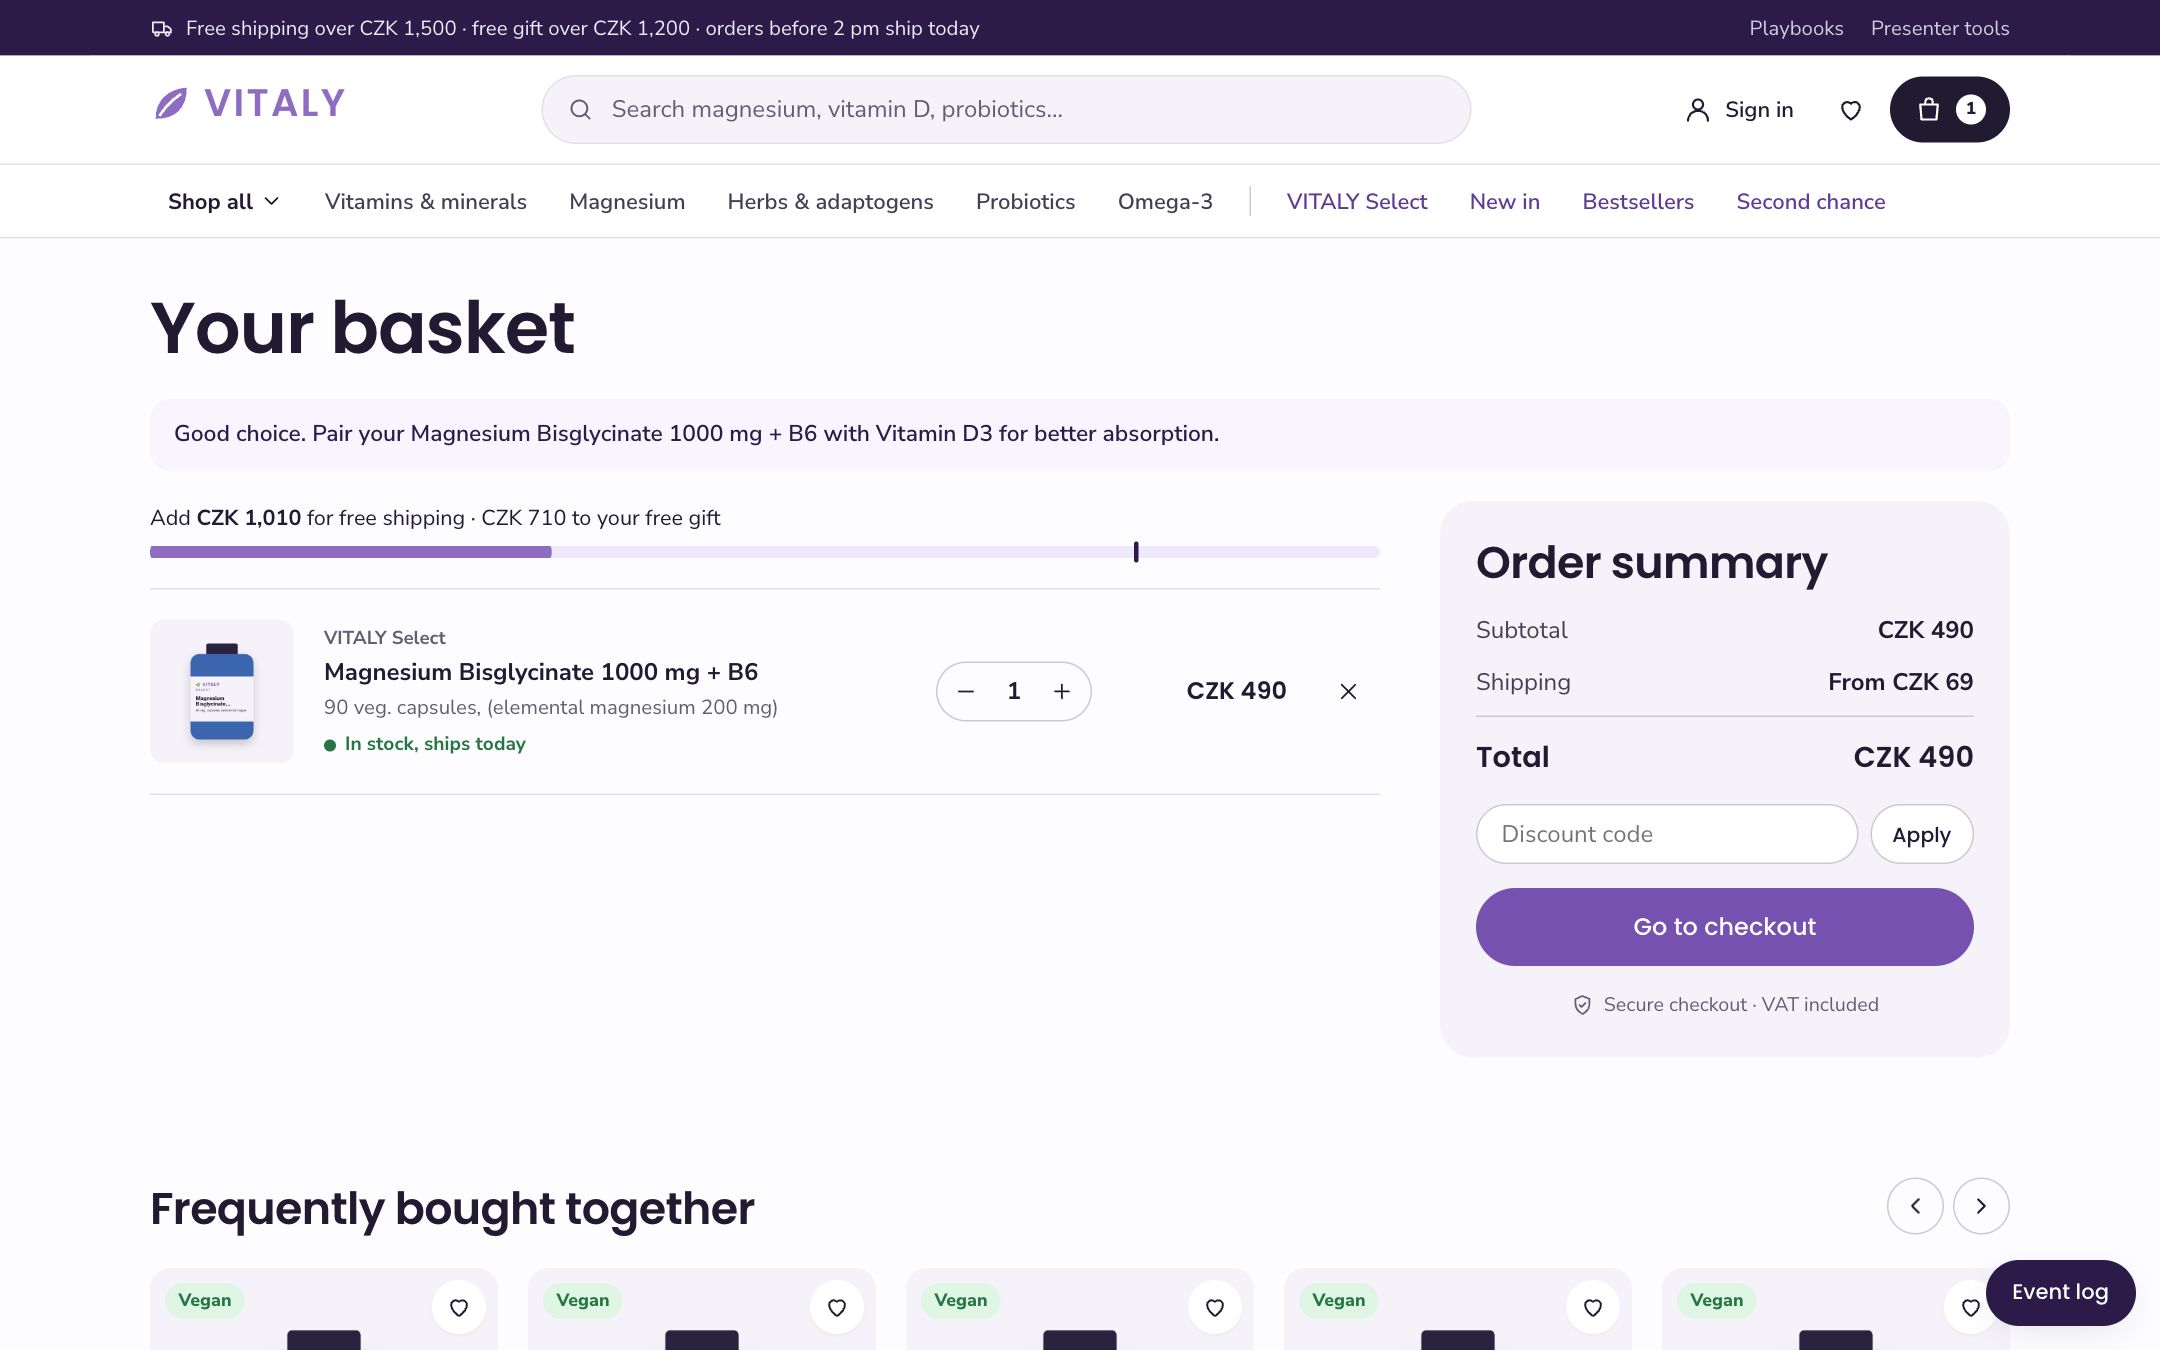 Free shipping over CZK 1,500 · free gift over CZK 1,200 · orders before 2 pm ship today
Playbooks
Presenter tools
VITALY
Search magnesium, vitamin D, probiotics...
Sign in
1
Shop all
Vitamins & minerals
Magnesium
Herbs & adaptogens
Probiotics
Omega-3
VITALY Select
New in
Bestsellers
Second chance
Your basket
Good choice. Pair your Magnesium Bisglycinate 1000 mg + B6 with Vitamin D3 for better absorption.
Add CZK 1,010 for free shipping · CZK 710 to your free gift
VITALY
Magnesium
Bisglycinate...
VITALY Select
Magnesium Bisglycinate 1000 mg + B6
90 veg. capsules, (elemental magnesium 200 mg)
In stock, ships today
1
CZK 490
Order summary
Subtotal
CZK 490
Shipping
From CZK 69
Total
CZK 490
Discount code
Apply
Go to checkout
Secure checkout · VAT included
Frequently bought together
Vegan
Vegan
Vegan
Vegan
Vegan
Event log